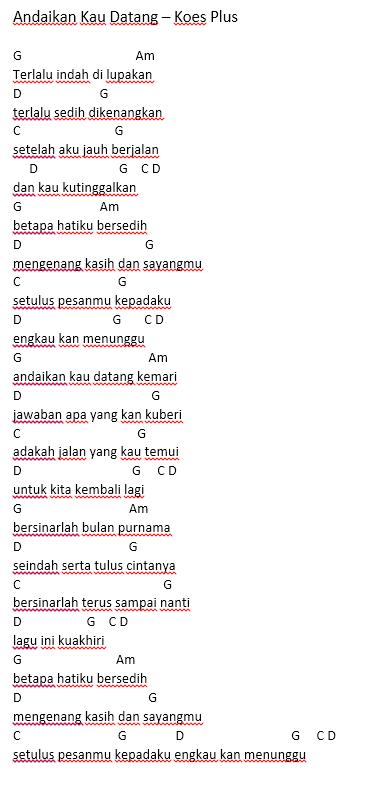 Andaikan Kau Datang – Koes Plus
G Am
Terlalu indah di lupakan
D G
terlalu sedih dikenangkan
C G
setelah aku jauh berjalan
D G C D
dan kau kutinggalkan
G Am
betapa hatiku bersedih
D G
mengenang kasih dan sayangmu
C G
setulus pesanmu kepadaku
D G C D
engkau kan menunggu
G Am
andaikan kau datang kemari
D G
jawaban apa yang kan kuberi
C G
adakah jalan yang kau temui
D G C D
untuk kita kembali lagi
G Am
bersinarlah bulan purnama
D G
seindah serta tulus cintanya
C G
bersinarlah terus sampai nanti
D G C D
lagu ini kuakhiri
G Am
betapa hatiku bersedih
D G
mengenang kasih dan sayangmu
C G D G C D
setulus pesanmu kepadaku engkau kan menunggu